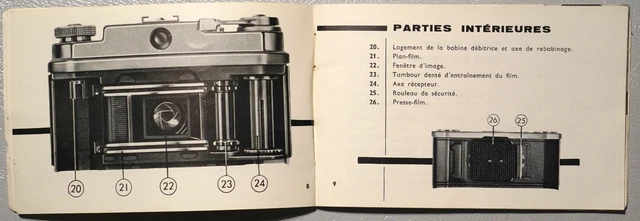 20
21
22
23
24
8
PARTIES INTÉRIEURES
20. Logement de la bobine débitrice et axe de rebobinage.
21. Plan-film.
22. Fenêtre d'image.
23. Tambour denté d'entraînement du film.
24. Axe récepteur.
25. Rouleau de sécurité.
26. Presse-film.
26
25
9